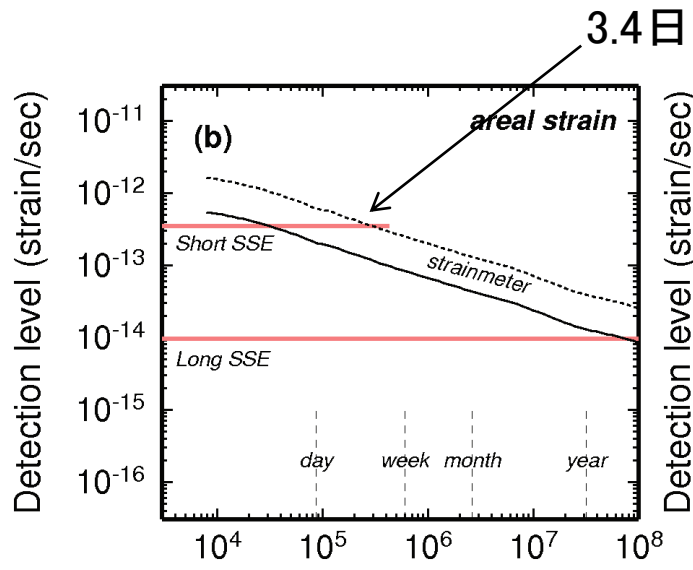 3.4日
Detection level (strain/sec)
10⁻¹¹
10⁻¹²
10⁻¹³
10⁻¹⁴
10⁻¹⁵
10⁻¹⁶
(b)
areal strain
Short SSE
strainmeter
Long SSE
day week month year
10⁴ 10⁵ 10⁶ 10⁷ 10⁸
Detection level (strain/sec)